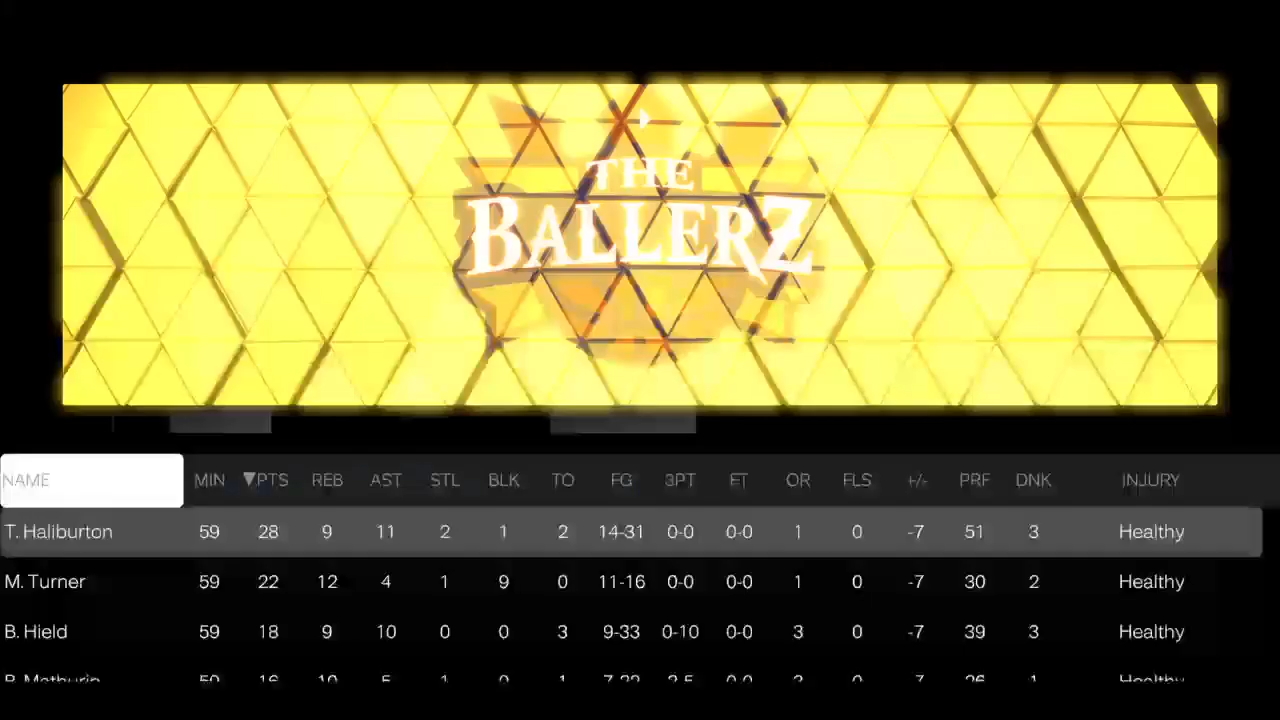 THE
BALLERZ
NAME MIN ▼PTS REB AST STL BLK TO FG 3PT FT OR FLS +/- PRF DNK INJURY
T. Haliburton 59 28 9 11 2 1 2 14-31 0-0 0-0 1 0 -7 51 3 Healthy
M. Turner 59 22 12 4 1 9 0 11-16 0-0 0-0 1 0 -7 30 2 Healthy
B. Hield 59 18 9 10 0 0 3 9-33 0-10 0-0 3 0 -7 39 3 Healthy